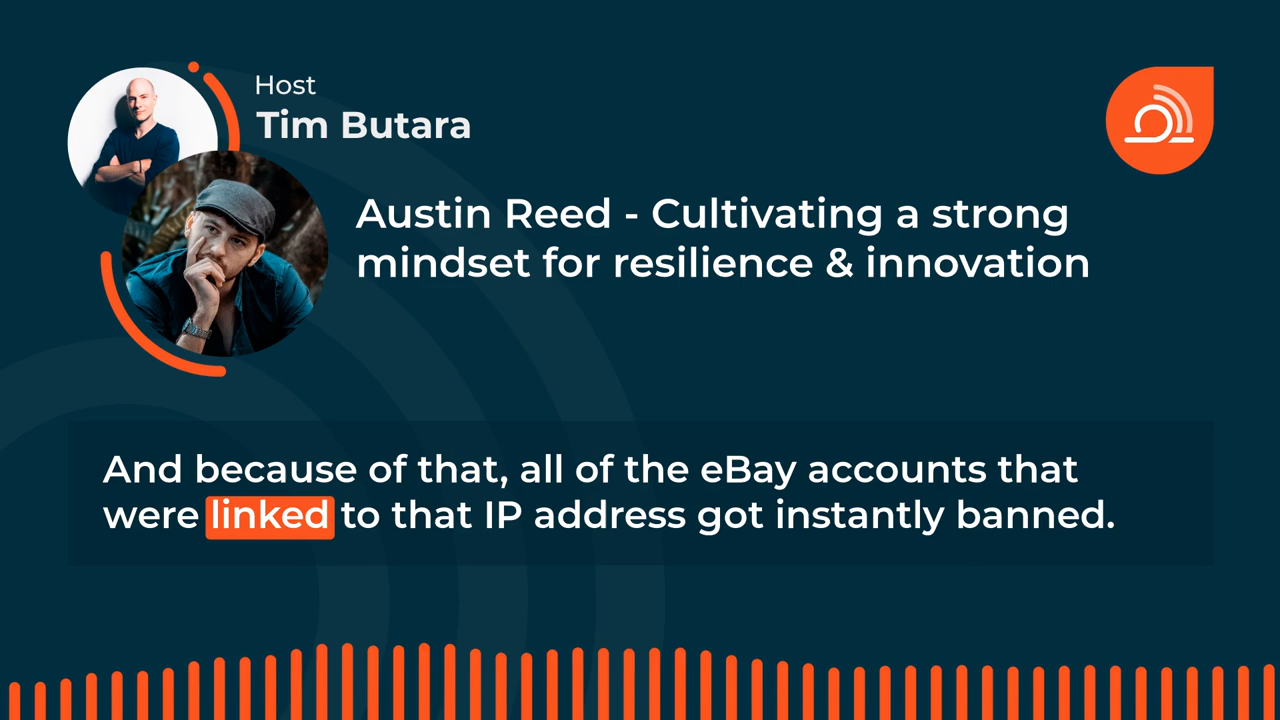 Host
Tim Butara
Austin Reed - Cultivating a strong
mindset for resilience & innovation
And because of that, all of the eBay accounts that
were linked to that IP address got instantly banned.